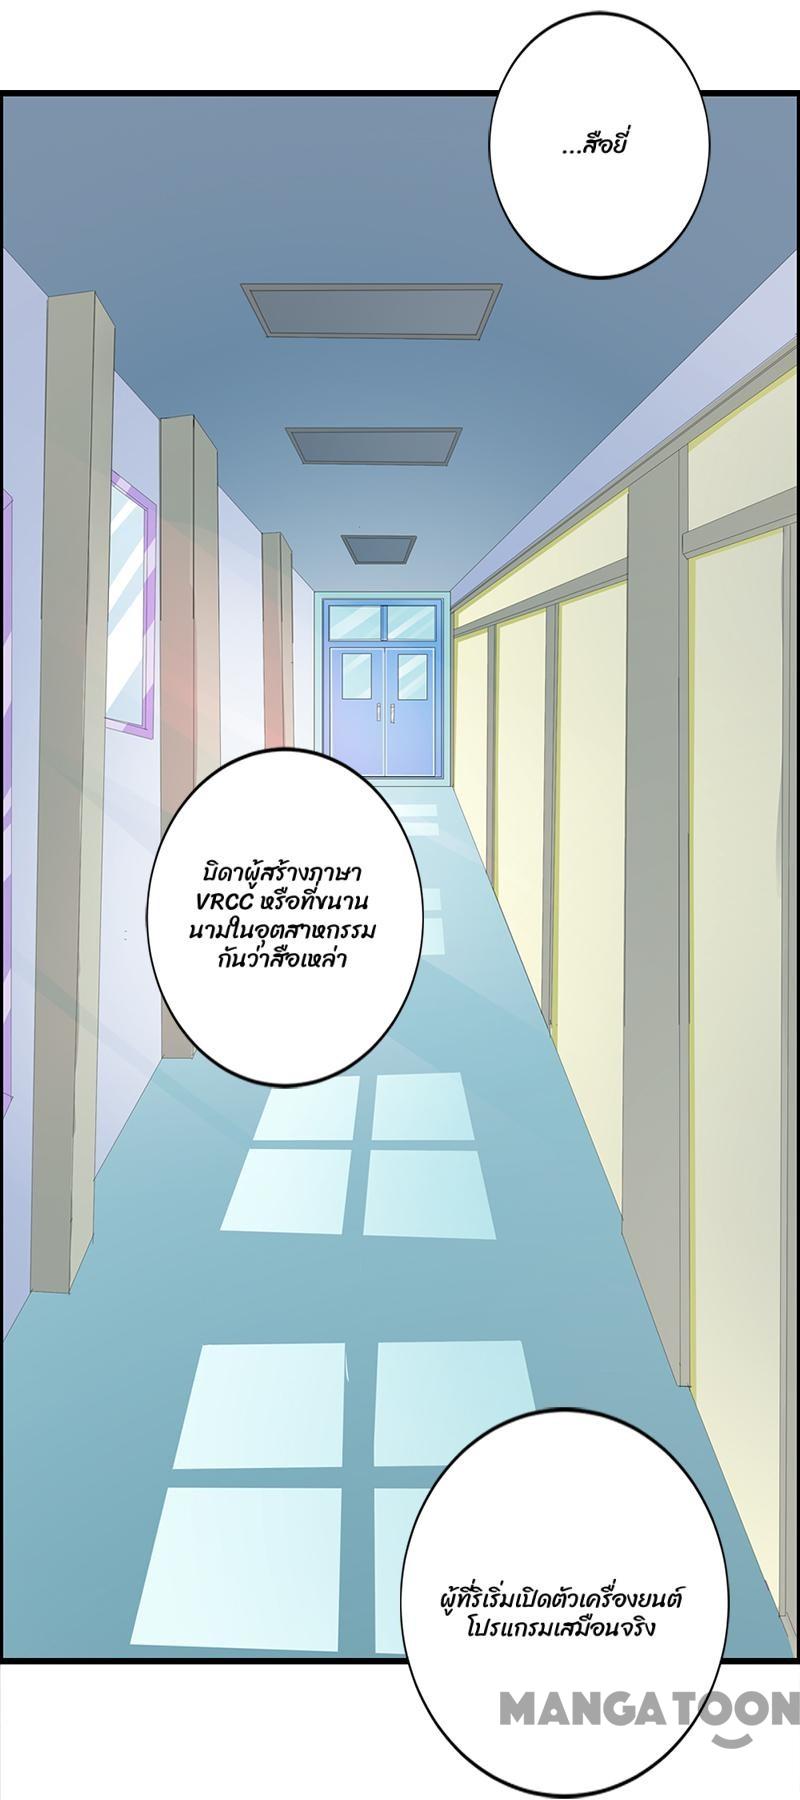 ...สือยี่
บิดาผู้สร้างภาษา
VRCC หรือที่ขนาน
นามในอุตสาหกรรม
กันว่าสือเหล่า
ผู้ที่ริเริ่มเปิดตัวเครื่องยนต์
โปรแกรมเสมือนจริง
MANGATOON